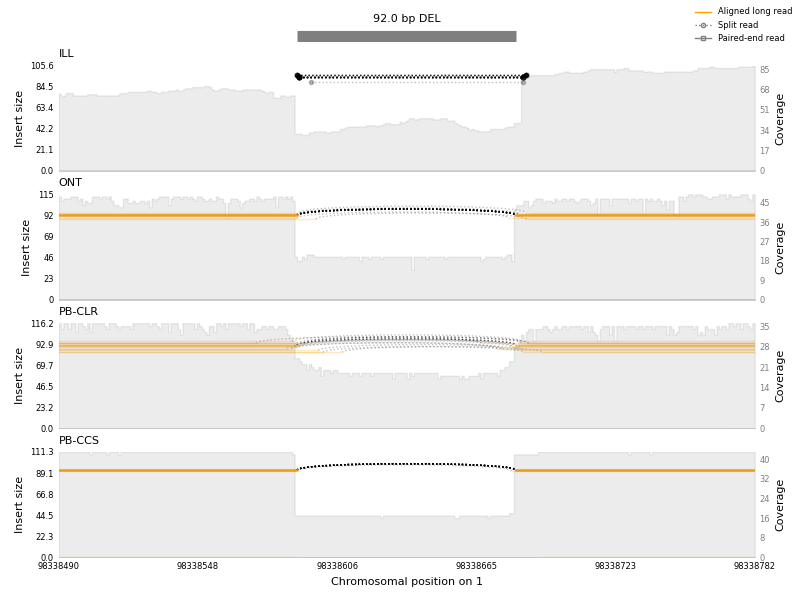 92.0 bp DEL
Aligned long read
Split read
Paired-end read
ILL
105.6
84.5
63.4
42.2
21.1
0.0
Insert size
85
68
51
34
17
0
Coverage
ONT
115
92
69
46
23
0
Insert size
45
36
27
18
9
0
Coverage
PB-CLR
116.2
92.9
69.7
46.5
23.2
0.0
Insert size
35
28
21
14
7
0
Coverage
PB-CCS
111.3
89.1
66.8
44.5
22.3
0.0
Insert size
40
32
24
16
8
0
Coverage
98338490 98338548 98338606 98338665 98338723 98338782
Chromosomal position on 1